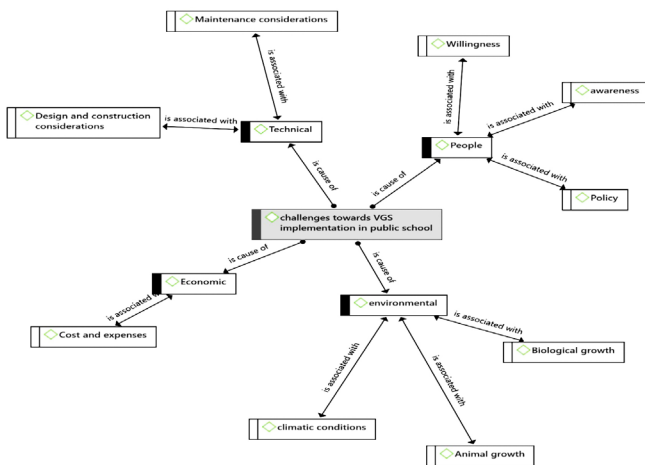 Maintenance considerations
is associated with
Design and construction
considerations
is associated with
Technical
is cause of
Willingness
is associated with
awareness
is associated with
People
is associated with
Policy
is cause of
challenges towards VGS
implementation in public school
is cause of
Economic
is associated
Cost and expenses
is cause of
environmental
is associated with
Biological growth
is associated with
climatic conditions
is associated with
Animal growth